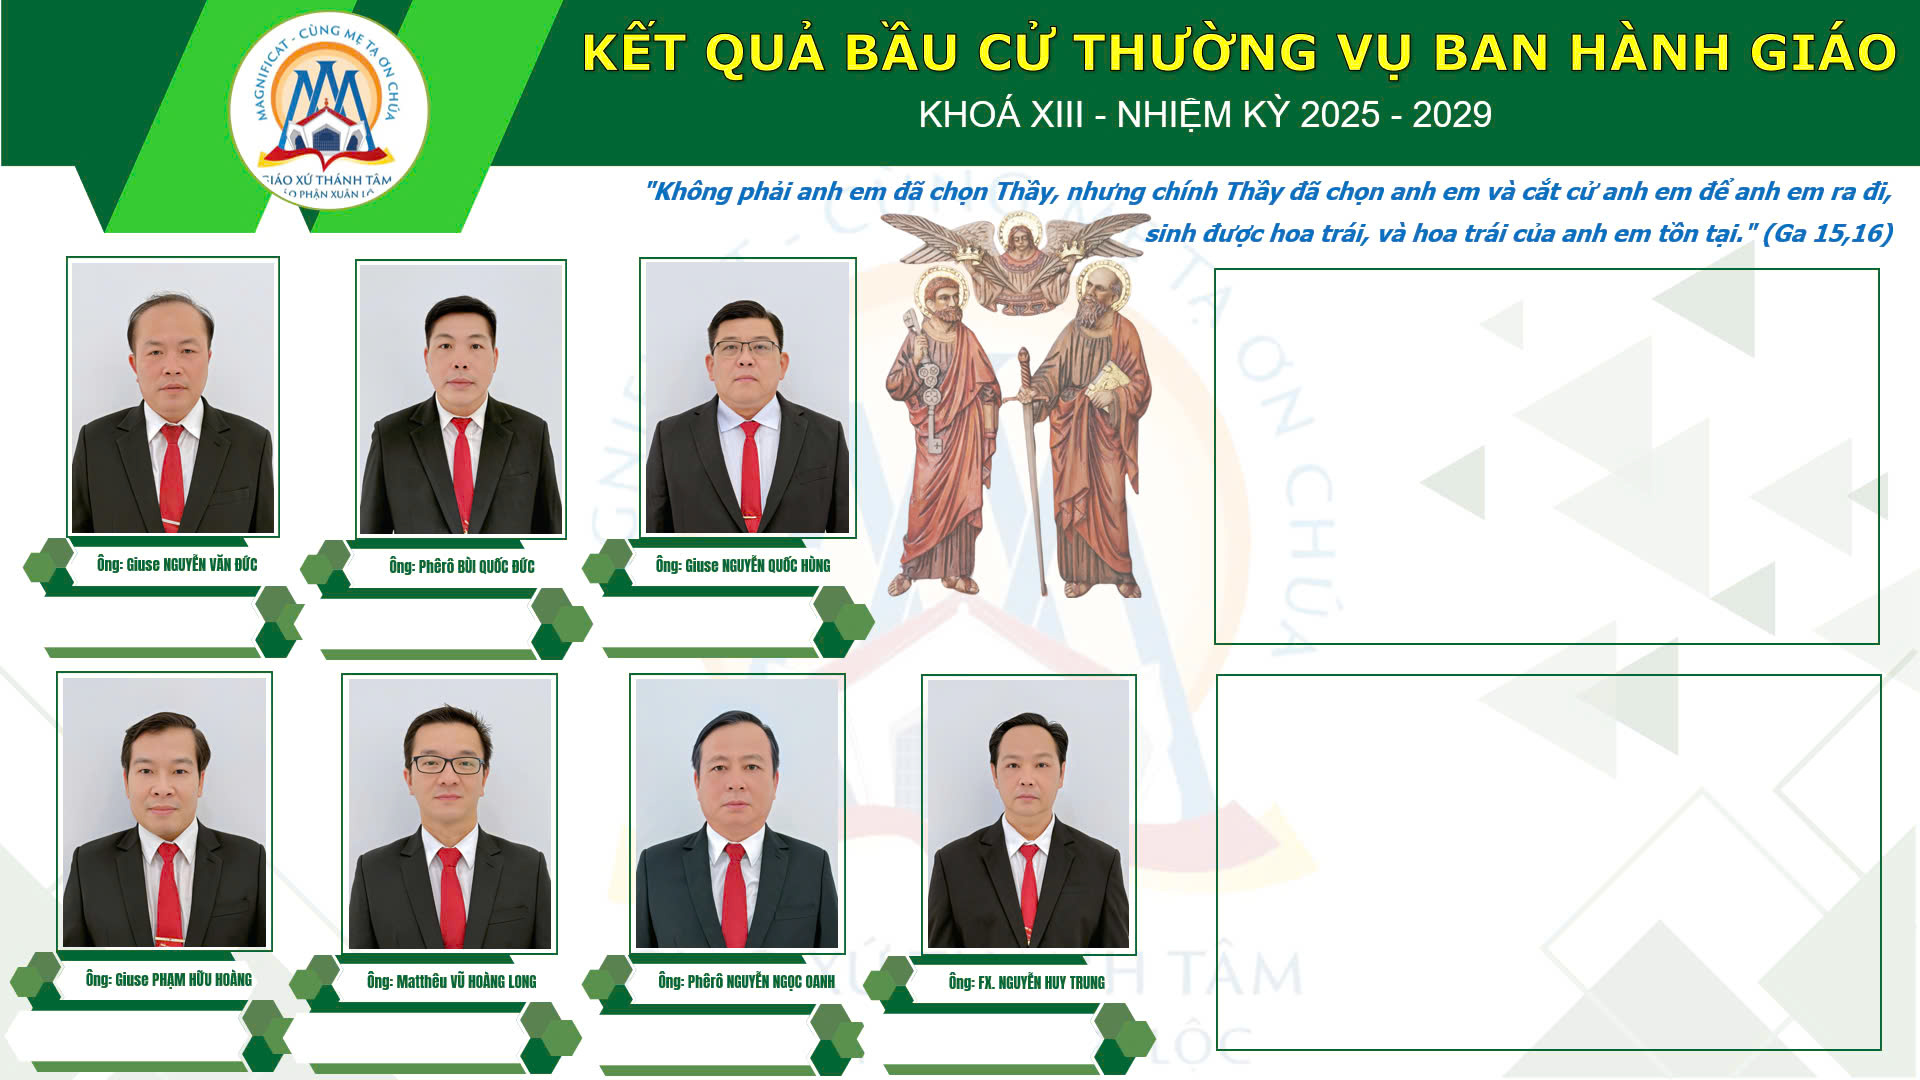 KẾT QUẢ BẦU CỬ THƯỜNG VỤ BAN HÀNH GIÁO
KHOÁ XIII - NHIỆM KỲ 2025 - 2029
MAGNIFICAT - CÙNG MẸ TẠ ƠN CHÚA
GIÁO XỨ THÁNH TÂM
ÁO PHẬN XUÂN LỘ
"Không phải anh em đã chọn Thầy, nhưng chính Thầy đã chọn anh em và cắt cử anh em để anh em ra đi,
sinh được hoa trái, và hoa trái của anh em tồn tại." (Ga 15,16)
Ông: Giuse NGUYỄN VĂN ĐỨC
Ông: Phêrô BÙI QUỐC ĐỨC
Ông: Giuse NGUYỄN QUỐC HÙNG
Ông: Giuse PHẠM HỮU HOÀNG
Ông: Matthêu VŨ HOÀNG LONG
Ông: Phêrô NGUYỄN NGỌC OANH
Ông: FX. NGUYỄN HUY TRUNG